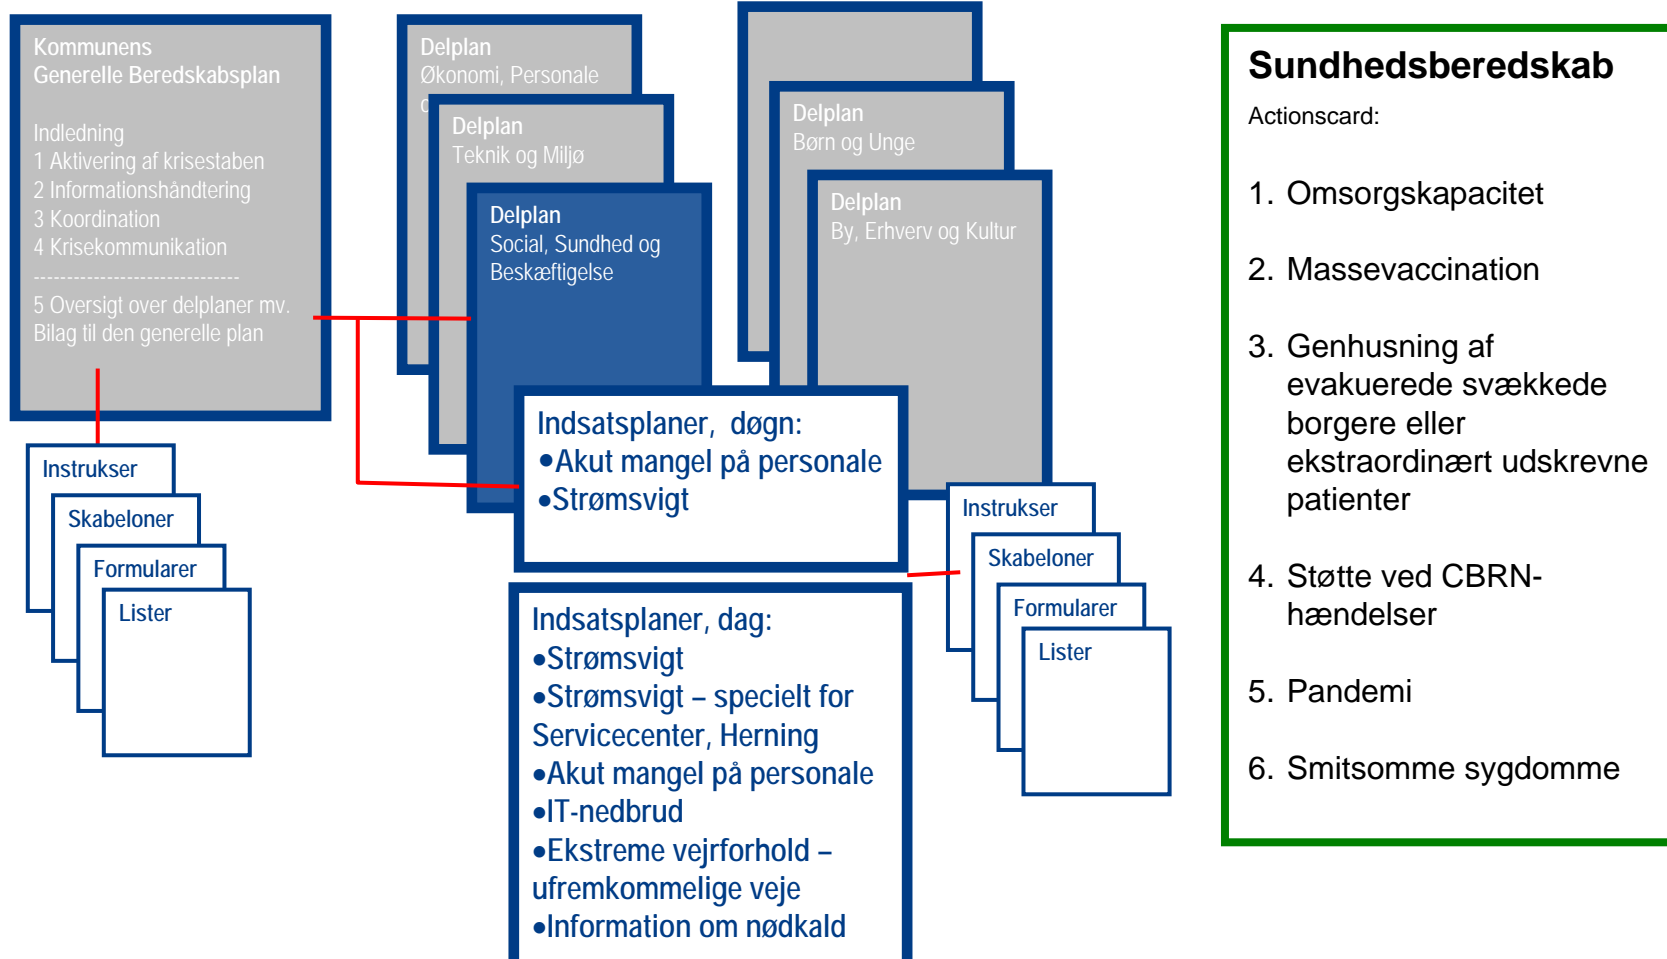 Kommunens
Generelle Beredskabsplan
Indledning
1 Aktivering af krisestaben
2 Informationshåndtering
3 Koordination
4 Krisekommunikation
-------------------------------
5 Oversigt over delplaner mv.
Bilag til den generelle plan
Instrukser
Skabeloner
Formularer
Lister
Delplan
Økonomi, Personale
Delplan
Teknik og Miljø
Delplan
Social, Sundhed og
Beskæftigelse
Delplan
Børn og Unge
Delplan
By, Erhverv og Kultur
Indsatsplaner, døgn:
•Akut mangel på personale
•Strømsvigt
Indsatsplaner, dag:
•Strømsvigt
•Strømsvigt – specielt for
Servicecenter, Herning
•Akut mangel på personale
•IT-nedbrud
•Ekstreme vejrforhold –
ufremkommelige veje
•Information om nødkald
Instrukser
Skabeloner
Formularer
Lister
Sundhedsberedskab
Actionscard:
1. Omsorgskapacitet
2. Massevaccination
3. Genhusning af
evakuerede svækkede
borgere eller
ekstraordinært udskrevne
patienter
4. Støtte ved CBRN-
hændelser
5. Pandemi
6. Smitsomme sygdomme